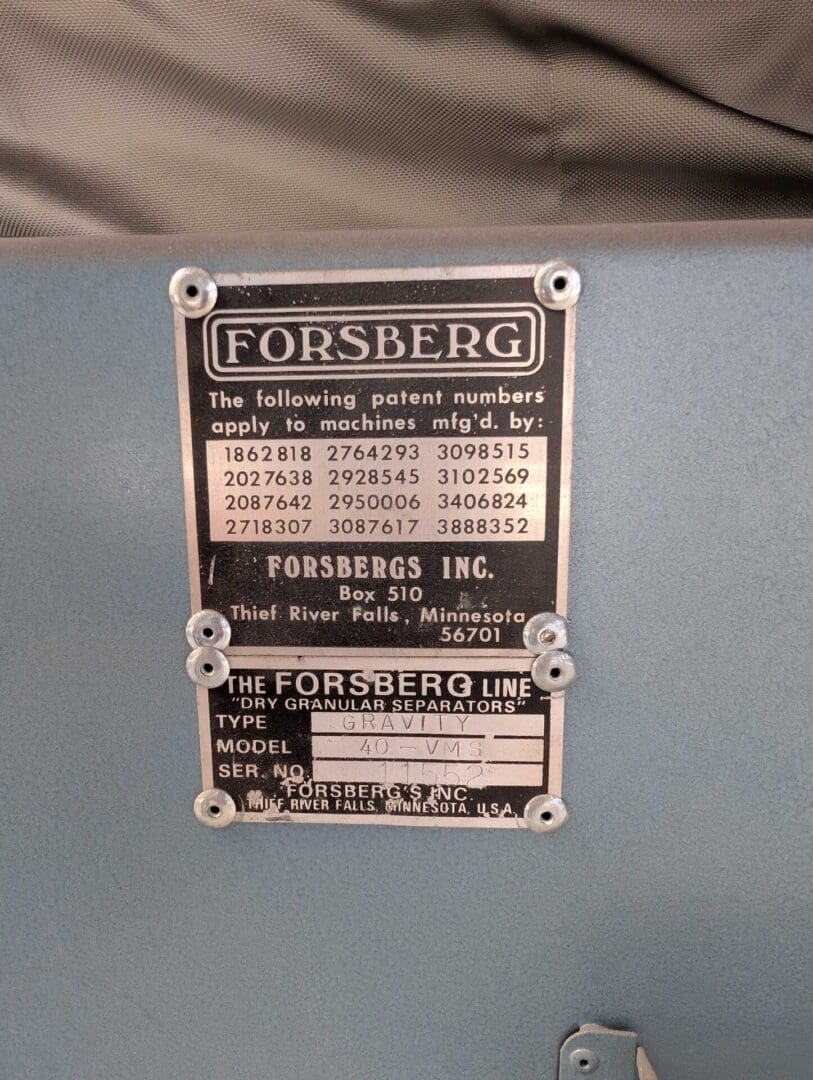 FORSBERG
The following patent numbers
apply to machines mfg'd. by:
1862818 2764293 3098515
2027638 2928545 3102569
2087642 2950006 3406824
2718307 3087617 3888352
FORSBERGS INC.
Box 510
Thief River Falls, Minnesota
56701
THE FORSBERG LINE
"DRY GRANULAR SEPARATORS"
TYPE GRAVITY
MODEL 40-VMS
SER. NO. 11552
FORSBERG'S INC.
THIEF RIVER FALLS, MINNESOTA, U.S.A.